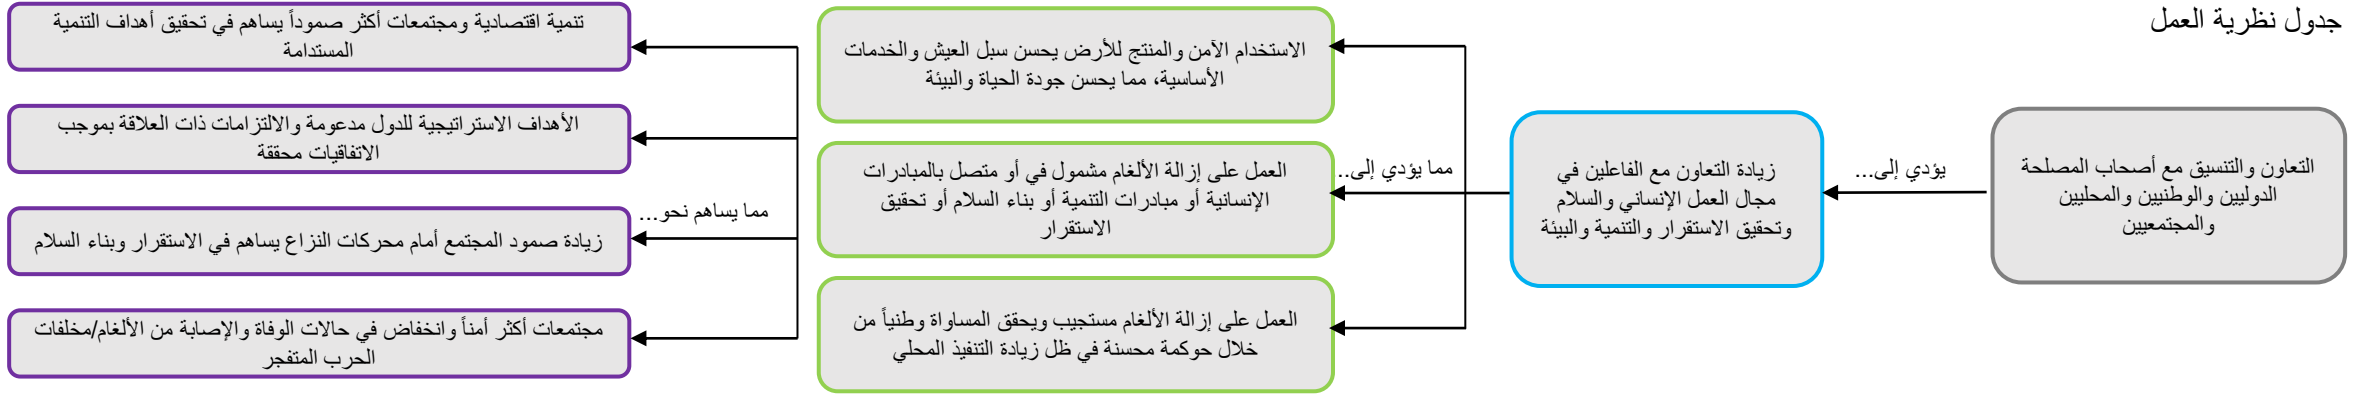 جدول نظرية العمل
التعاون والتنسيق مع أصحاب المصلحة
الدوليين والوطنيين والمحليين
والمجتمعيين
يؤدي إلى...
زيادة التعاون مع الفاعلين في
مجال العمل الإنساني والسلام
وتحقيق الاستقرار والتنمية والبيئة
مما يؤدي إلى..
الاستخدام الآمن والمنتج للأرض يحسن سبل العيش والخدمات
الأساسية، مما يحسن جودة الحياة والبيئة
العمل على إزالة الألغام مشمول في أو متصل بالمبادرات
الإنسانية أو مبادرات التنمية أو بناء السلام أو تحقيق
الاستقرار
العمل على إزالة الألغام مستجيب ويحقق المساواة وطنياً من
خلال حوكمة محسنة في ظل زيادة التنفيذ المحلي
مما يساهم نحو...
تنمية اقتصادية ومجتمعات أكثر صموداً يساهم في تحقيق أهداف التنمية
المستدامة
الأهداف الاستراتيجية للدول مدعومة والالتزامات ذات العلاقة بموجب
الاتفاقيات محققة
زيادة صمود المجتمع أمام محركات النزاع يساهم في الاستقرار وبناء السلام
مجتمعات أكثر أمناً وانخفاض في حالات الوفاة والإصابة من الألغام/مخلفات
الحرب المتفجر